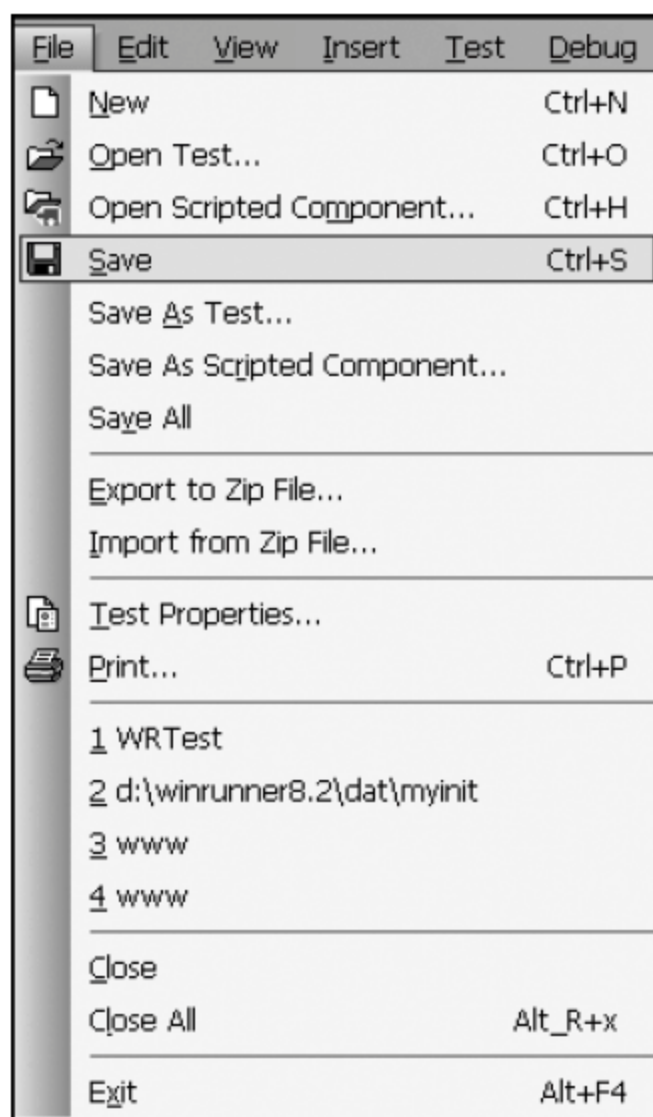 File Edit View Insert Test Debug
New Ctrl+N
Open Test... Ctrl+O
Open Scripted Component... Ctrl+H
Save Ctrl+S
Save As Test...
Save As Scripted Component...
Save All
Export to Zip File...
Import from Zip File...
Test Properties...
Print... Ctrl+P
1 WRTest
2 d:\winrunner8.2\dat\myinit
3 www
4 www
Close
Close All Alt_R+x
Exit Alt+F4